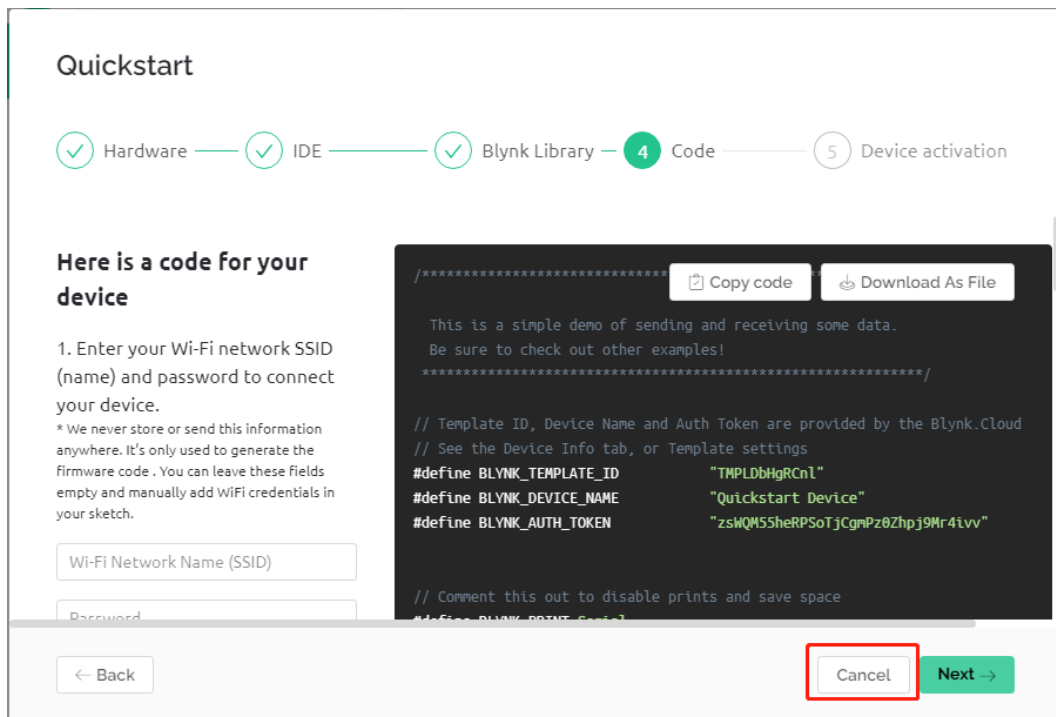 Quickstart
Hardware
IDE
Blynk Library
4
Code
5
Device activation
Here is a code for your
device
1. Enter your Wi-Fi network SSID
(name) and password to connect
your device.
* We never store or send this information
anywhere. It's only used to generate the
firmware code . You can leave these fields
empty and manually add WiFi credentials in
your sketch.
Wi-Fi Network Name (SSID)
Password
Copy code
Download As File
This is a simple demo of sending and receiving some data.
Be sure to check out other examples!
*************************************************************/
// Template ID, Device Name and Auth Token are provided by the Blynk.Cloud
// See the Device Info tab, or Template settings
#define BLYNK_TEMPLATE_ID "TMPLDbHgRCnl"
#define BLYNK_DEVICE_NAME "Quickstart Device"
#define BLYNK_AUTH_TOKEN "zsWQM55heRPSoTjCgmPz0Zhpj9Mr4ivv"
// Comment this out to disable prints and save space
#define BLYNK_PRINT Serial
← Back
Cancel
Next →